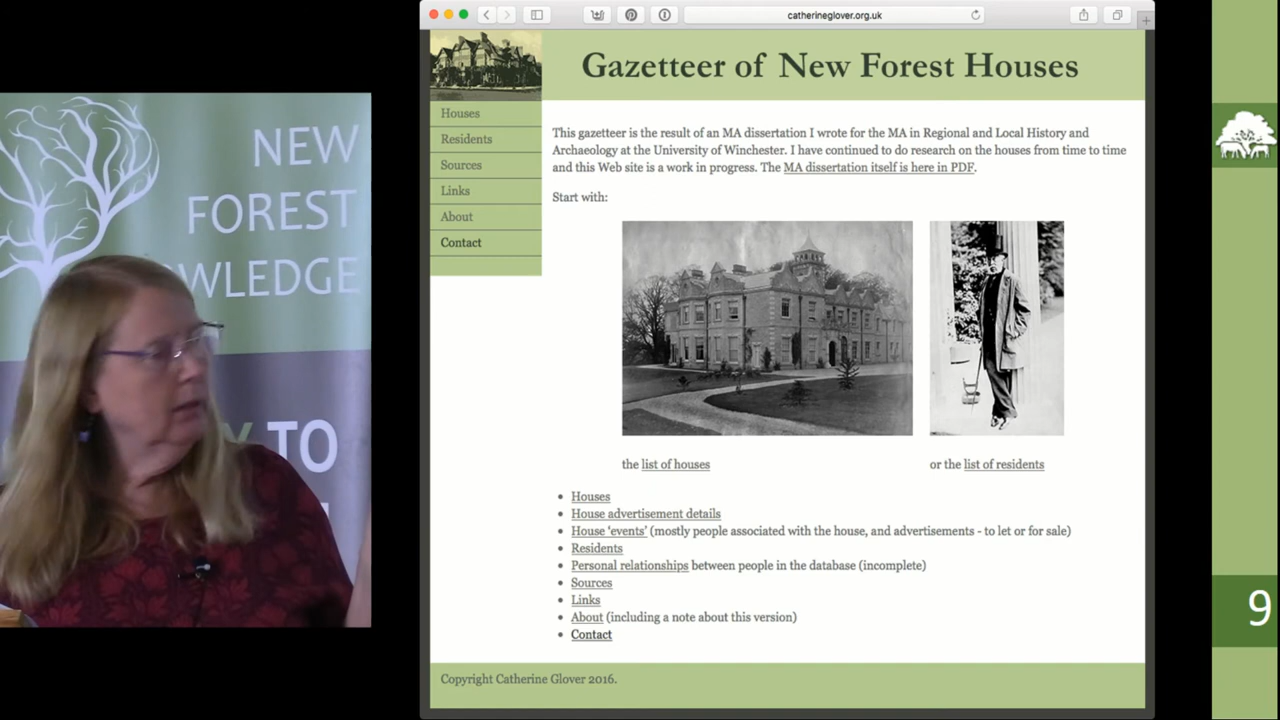 NEW
FOREST
OWLEDGE
Y TO
catherineglover.org.uk
Gazetteer of New Forest Houses
Houses
Residents
Sources
Links
About
Contact
This gazetteer is the result of an MA dissertation I wrote for the MA in Regional and Local History and
Archaeology at the University of Winchester. I have continued to do research on the houses from time to time
and this Web site is a work in progress. The MA dissertation itself is here in PDF.
Start with:
the list of houses
or the list of residents
• Houses
• House advertisement details
• House ‘events’ (mostly people associated with the house, and advertisements - to let or for sale)
• Residents
• Personal relationships between people in the database (incomplete)
• Sources
• Links
• About (including a note about this version)
• Contact
Copyright Catherine Glover 2016.
9